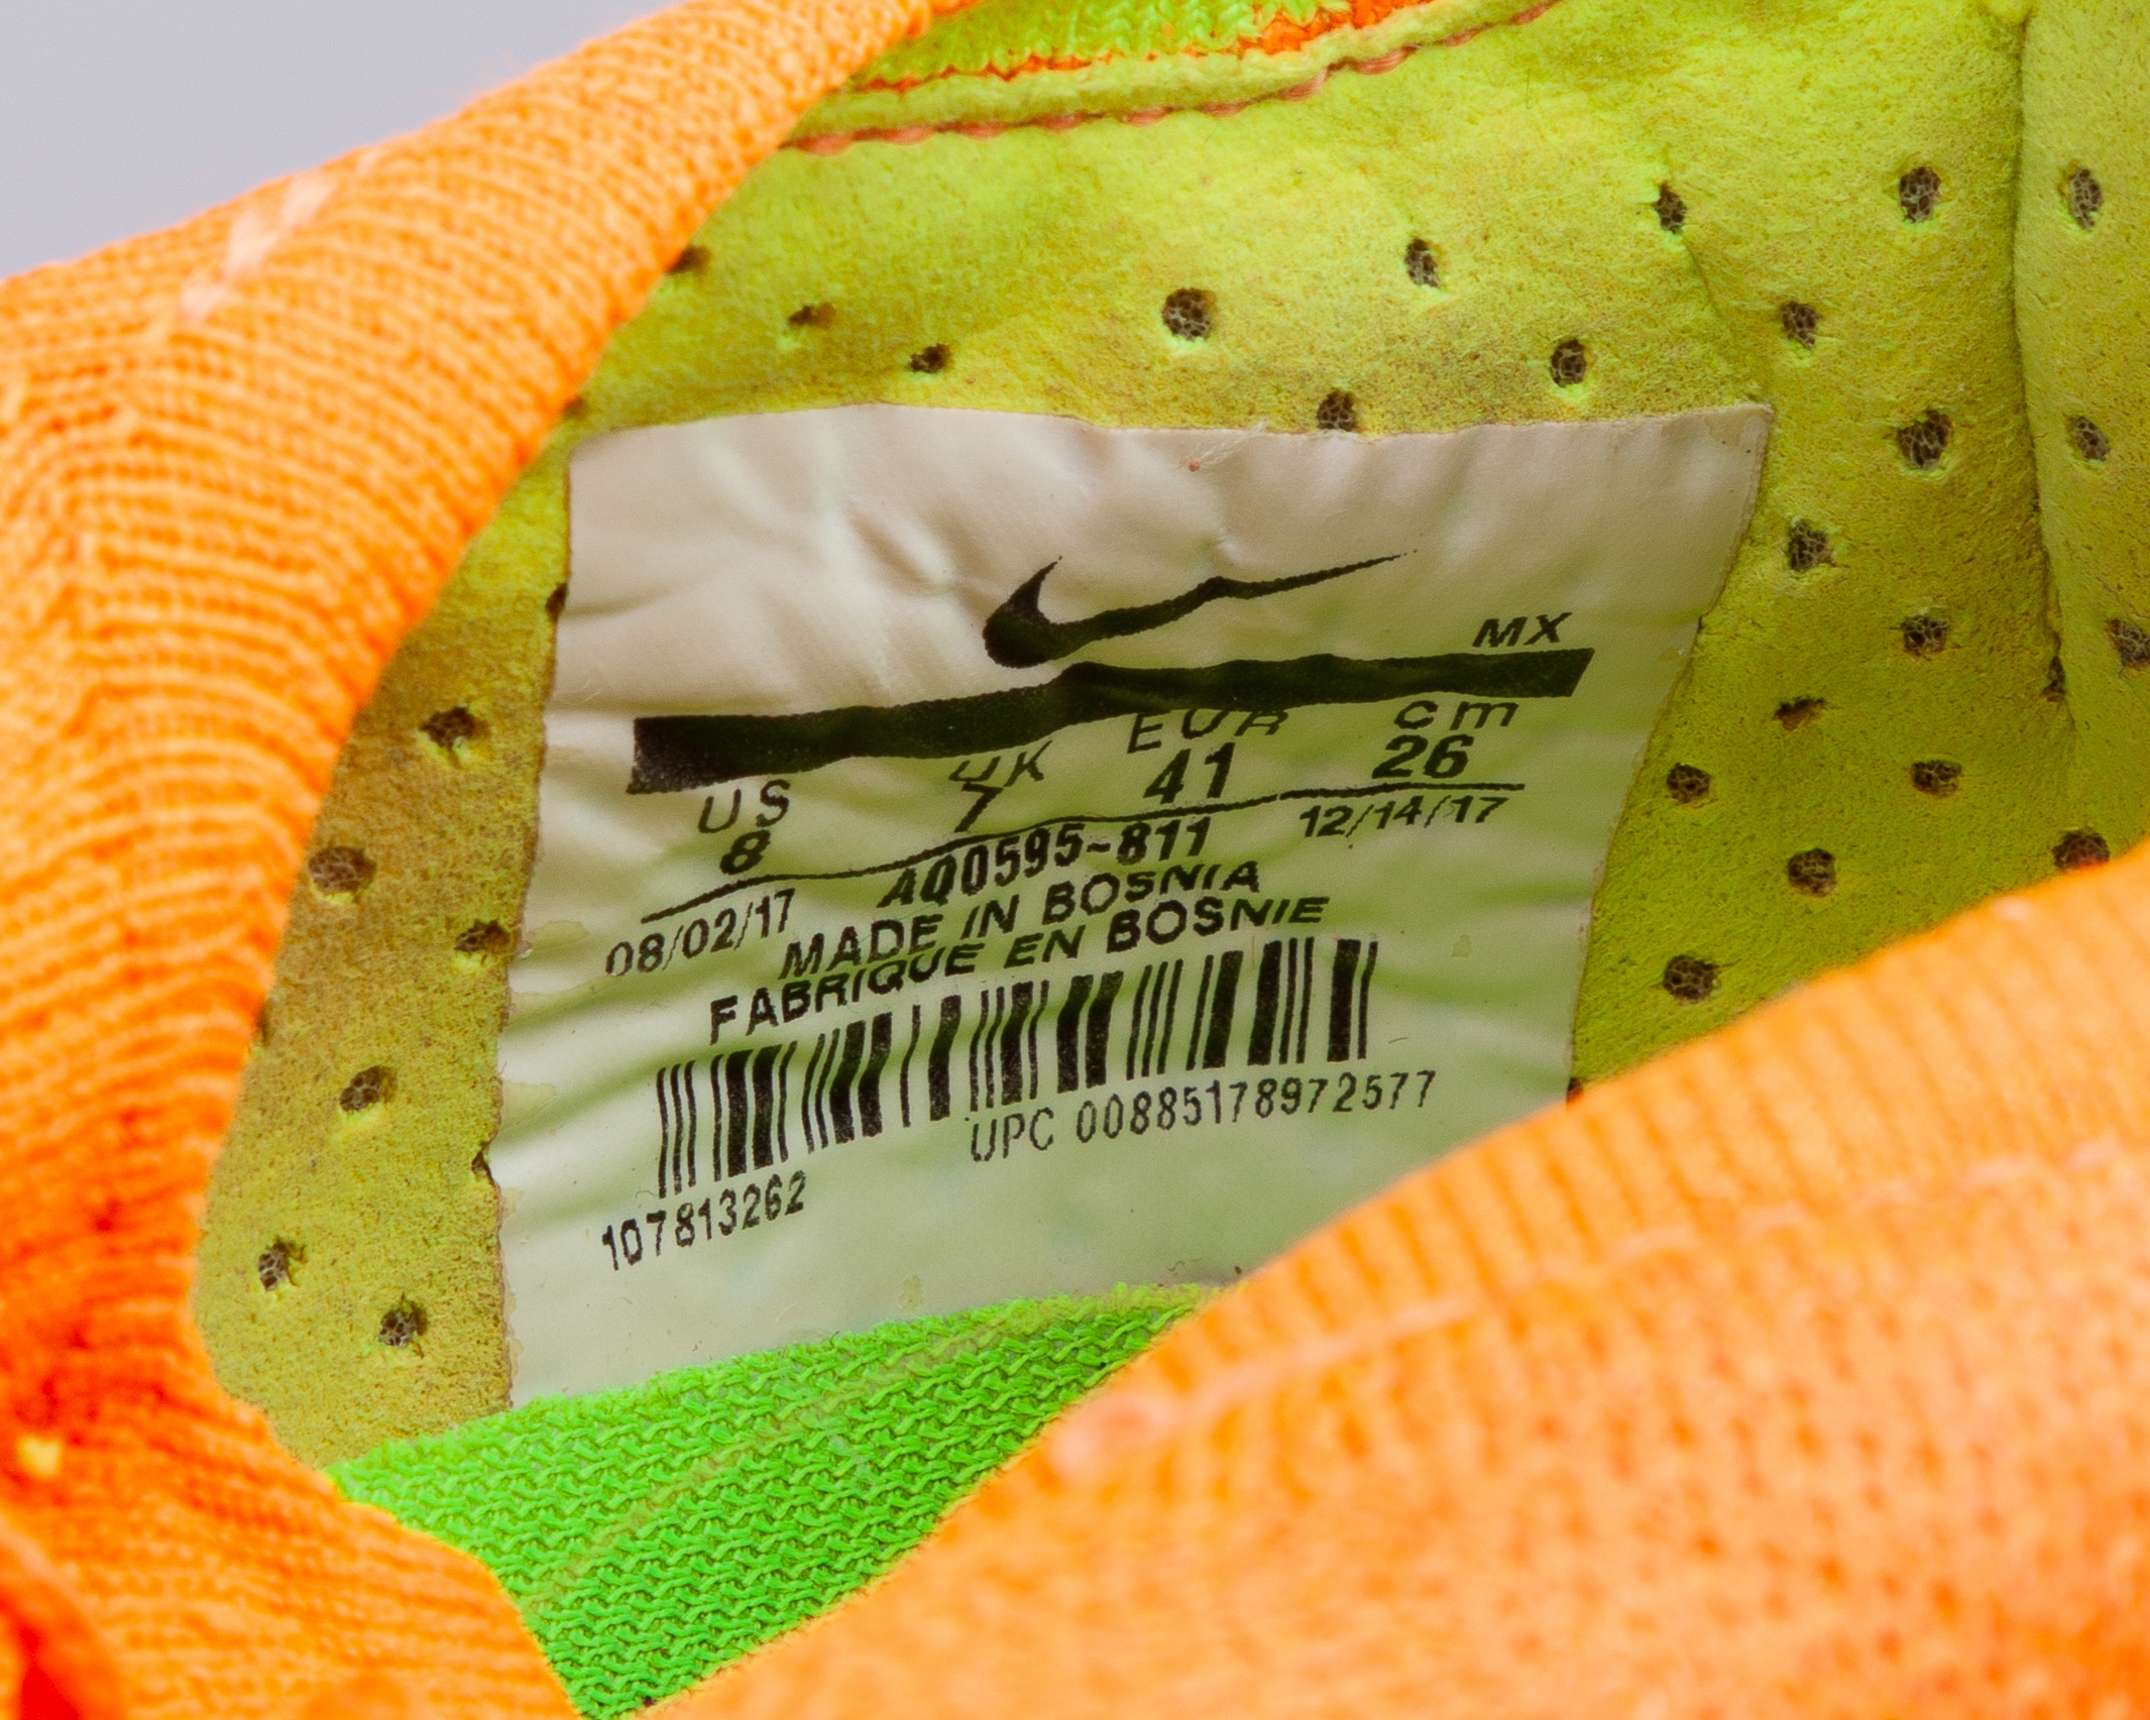 MX
US UK EUR cm
8 7 41 26
08/02/17 AQ0595-811 12/14/17
MADE IN BOSNIA
FABRIQUE EN BOSNIE
UPC 00885178972577
107813262